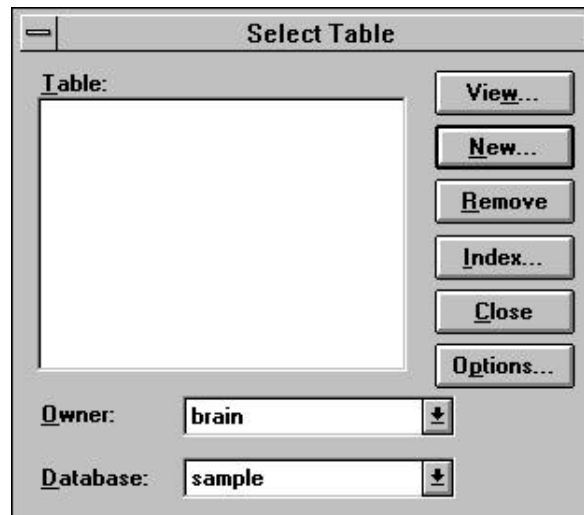 Select Table
Table:
View...
New...
Remove
Index...
Close
Options...
Owner: brain
Database: sample